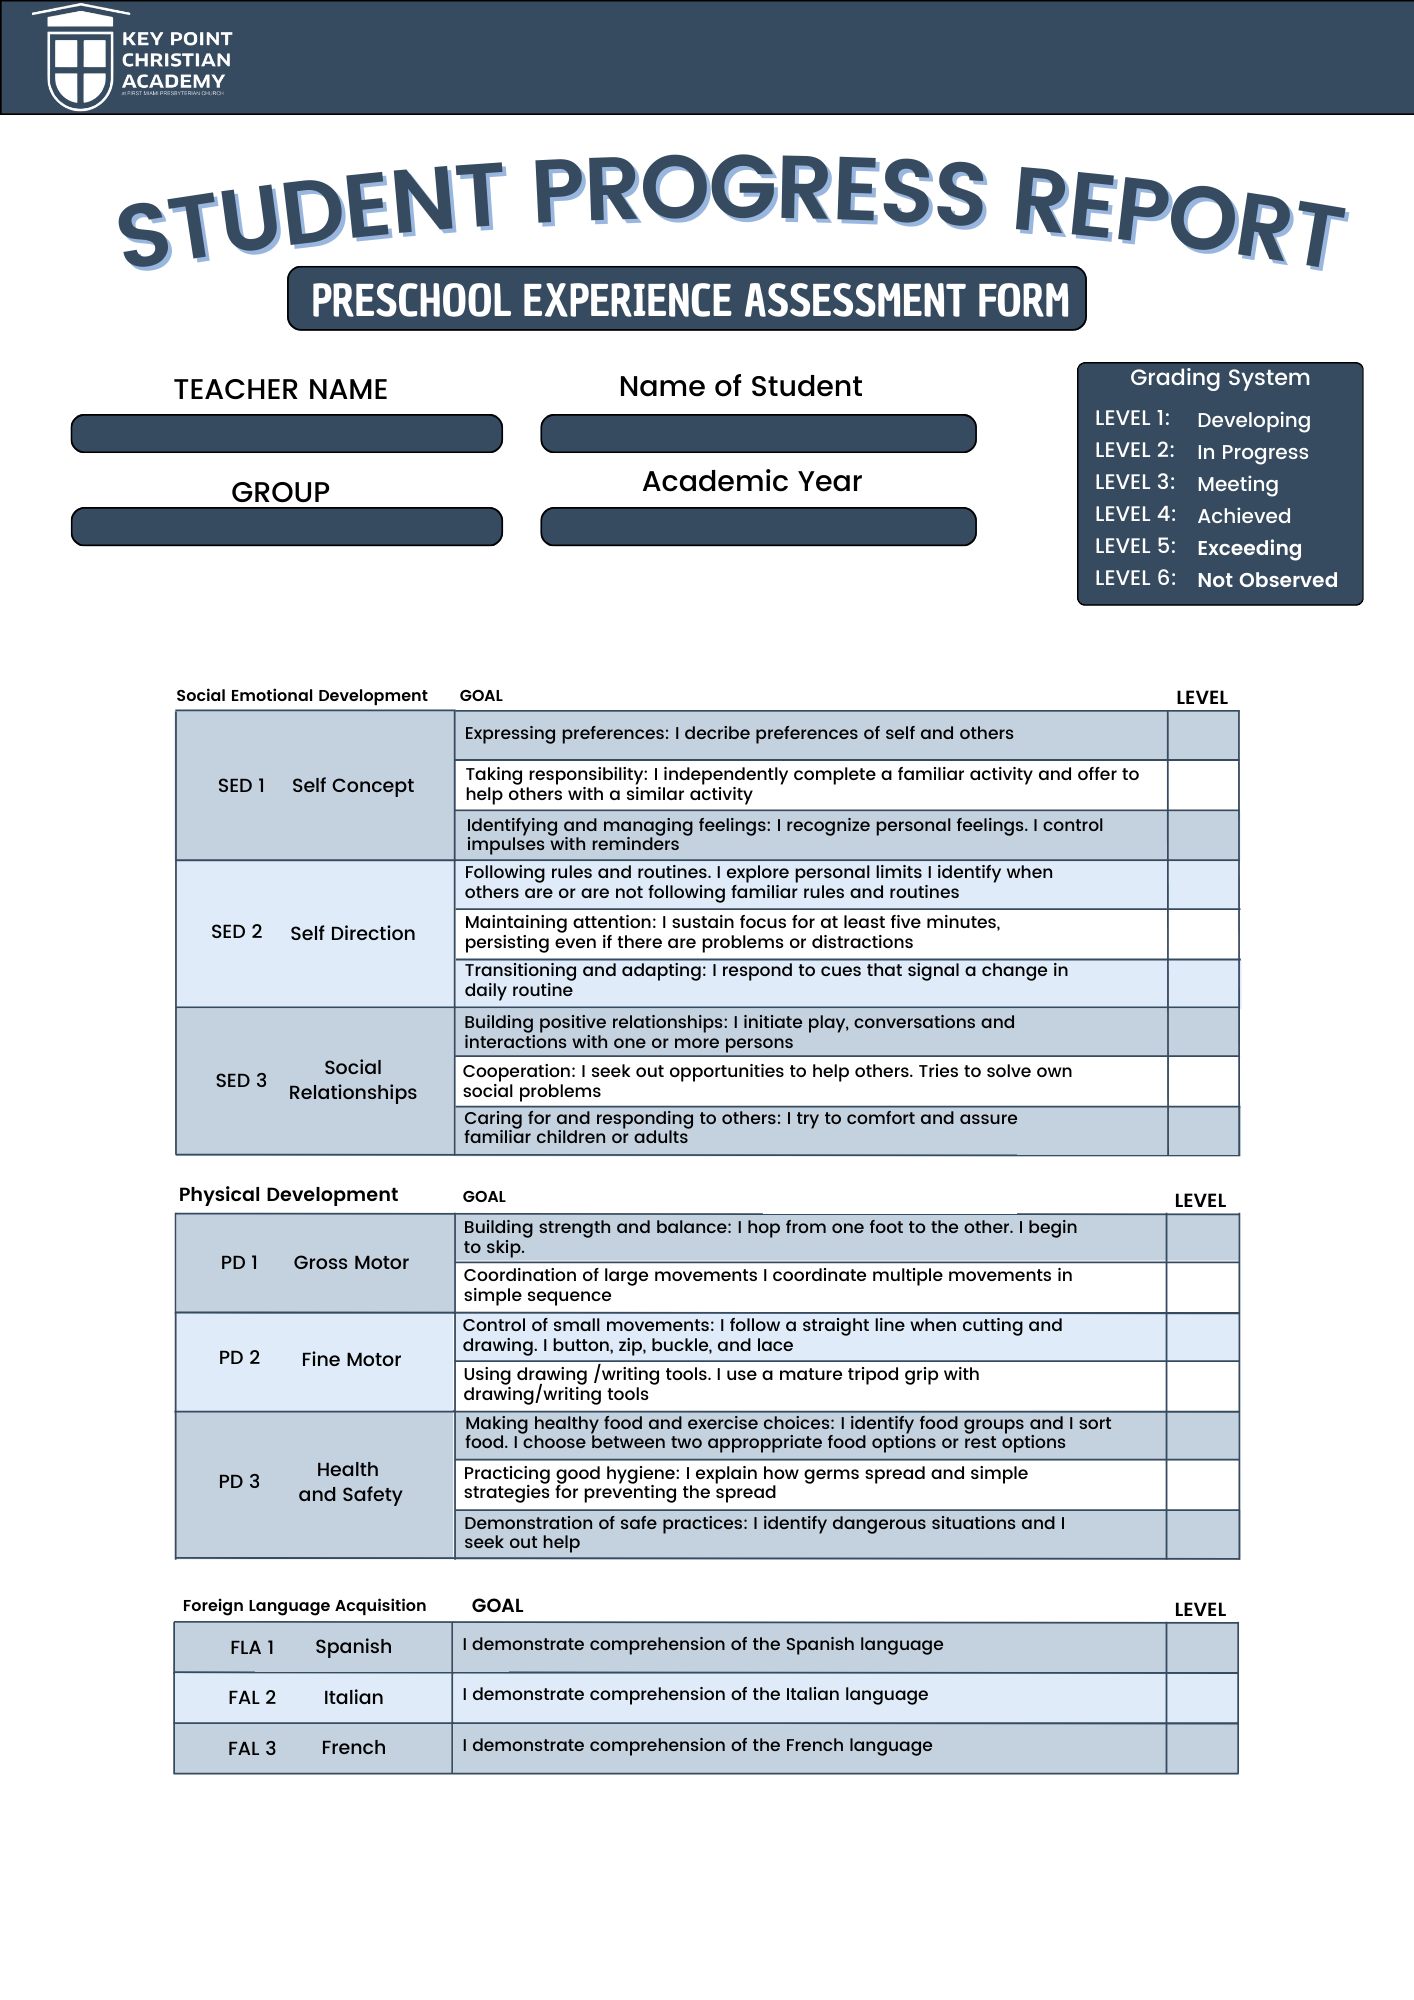 KEY POINT
CHRISTIAN
ACADEMY
at FIRST MIAMI PRESBYTERIAN CHURCH
STUDENT PROGRESS REPORT
PRESCHOOL EXPERIENCE ASSESSMENT FORM
TEACHER NAME
Name of Student
GROUP
Academic Year
Grading System
LEVEL 1: Developing
LEVEL 2: In Progress
LEVEL 3: Meeting
LEVEL 4: Achieved
LEVEL 5: Exceeding
LEVEL 6: Not Observed
Social Emotional Development GOAL LEVEL
SED 1 Self Concept
Expressing preferences: I decribe preferences of self and others
Taking responsibility: I independently complete a familiar activity and offer to
help others with a similar activity
Identifying and managing feelings: I recognize personal feelings. I control
impulses with reminders
SED 2 Self Direction
Following rules and routines. I explore personal limits I identify when
others are or are not following familiar rules and routines
Maintaining attention: I sustain focus for at least five minutes,
persisting even if there are problems or distractions
Transitioning and adapting: I respond to cues that signal a change in
daily routine
SED 3 Social
Relationships
Building positive relationships: I initiate play, conversations and
interactions with one or more persons
Cooperation: I seek out opportunities to help others. Tries to solve own
social problems
Caring for and responding to others: I try to comfort and assure
familiar children or adults
Physical Development GOAL LEVEL
PD 1 Gross Motor
Building strength and balance: I hop from one foot to the other. I begin
to skip.
Coordination of large movements I coordinate multiple movements in
simple sequence
PD 2 Fine Motor
Control of small movements: I follow a straight line when cutting and
drawing. I button, zip, buckle, and lace
Using drawing /writing tools. I use a mature tripod grip with
drawing/writing tools
PD 3 Health
and Safety
Making healthy food and exercise choices: I identify food groups and I sort
food. I choose between two approppriate food options or rest options
Practicing good hygiene: I explain how germs spread and simple
strategies for preventing the spread
Demonstration of safe practices: I identify dangerous situations and I
seek out help
Foreign Language Acquisition GOAL LEVEL
FLA 1 Spanish I demonstrate comprehension of the Spanish language
FAL 2 Italian I demonstrate comprehension of the Italian language
FAL 3 French I demonstrate comprehension of the French language